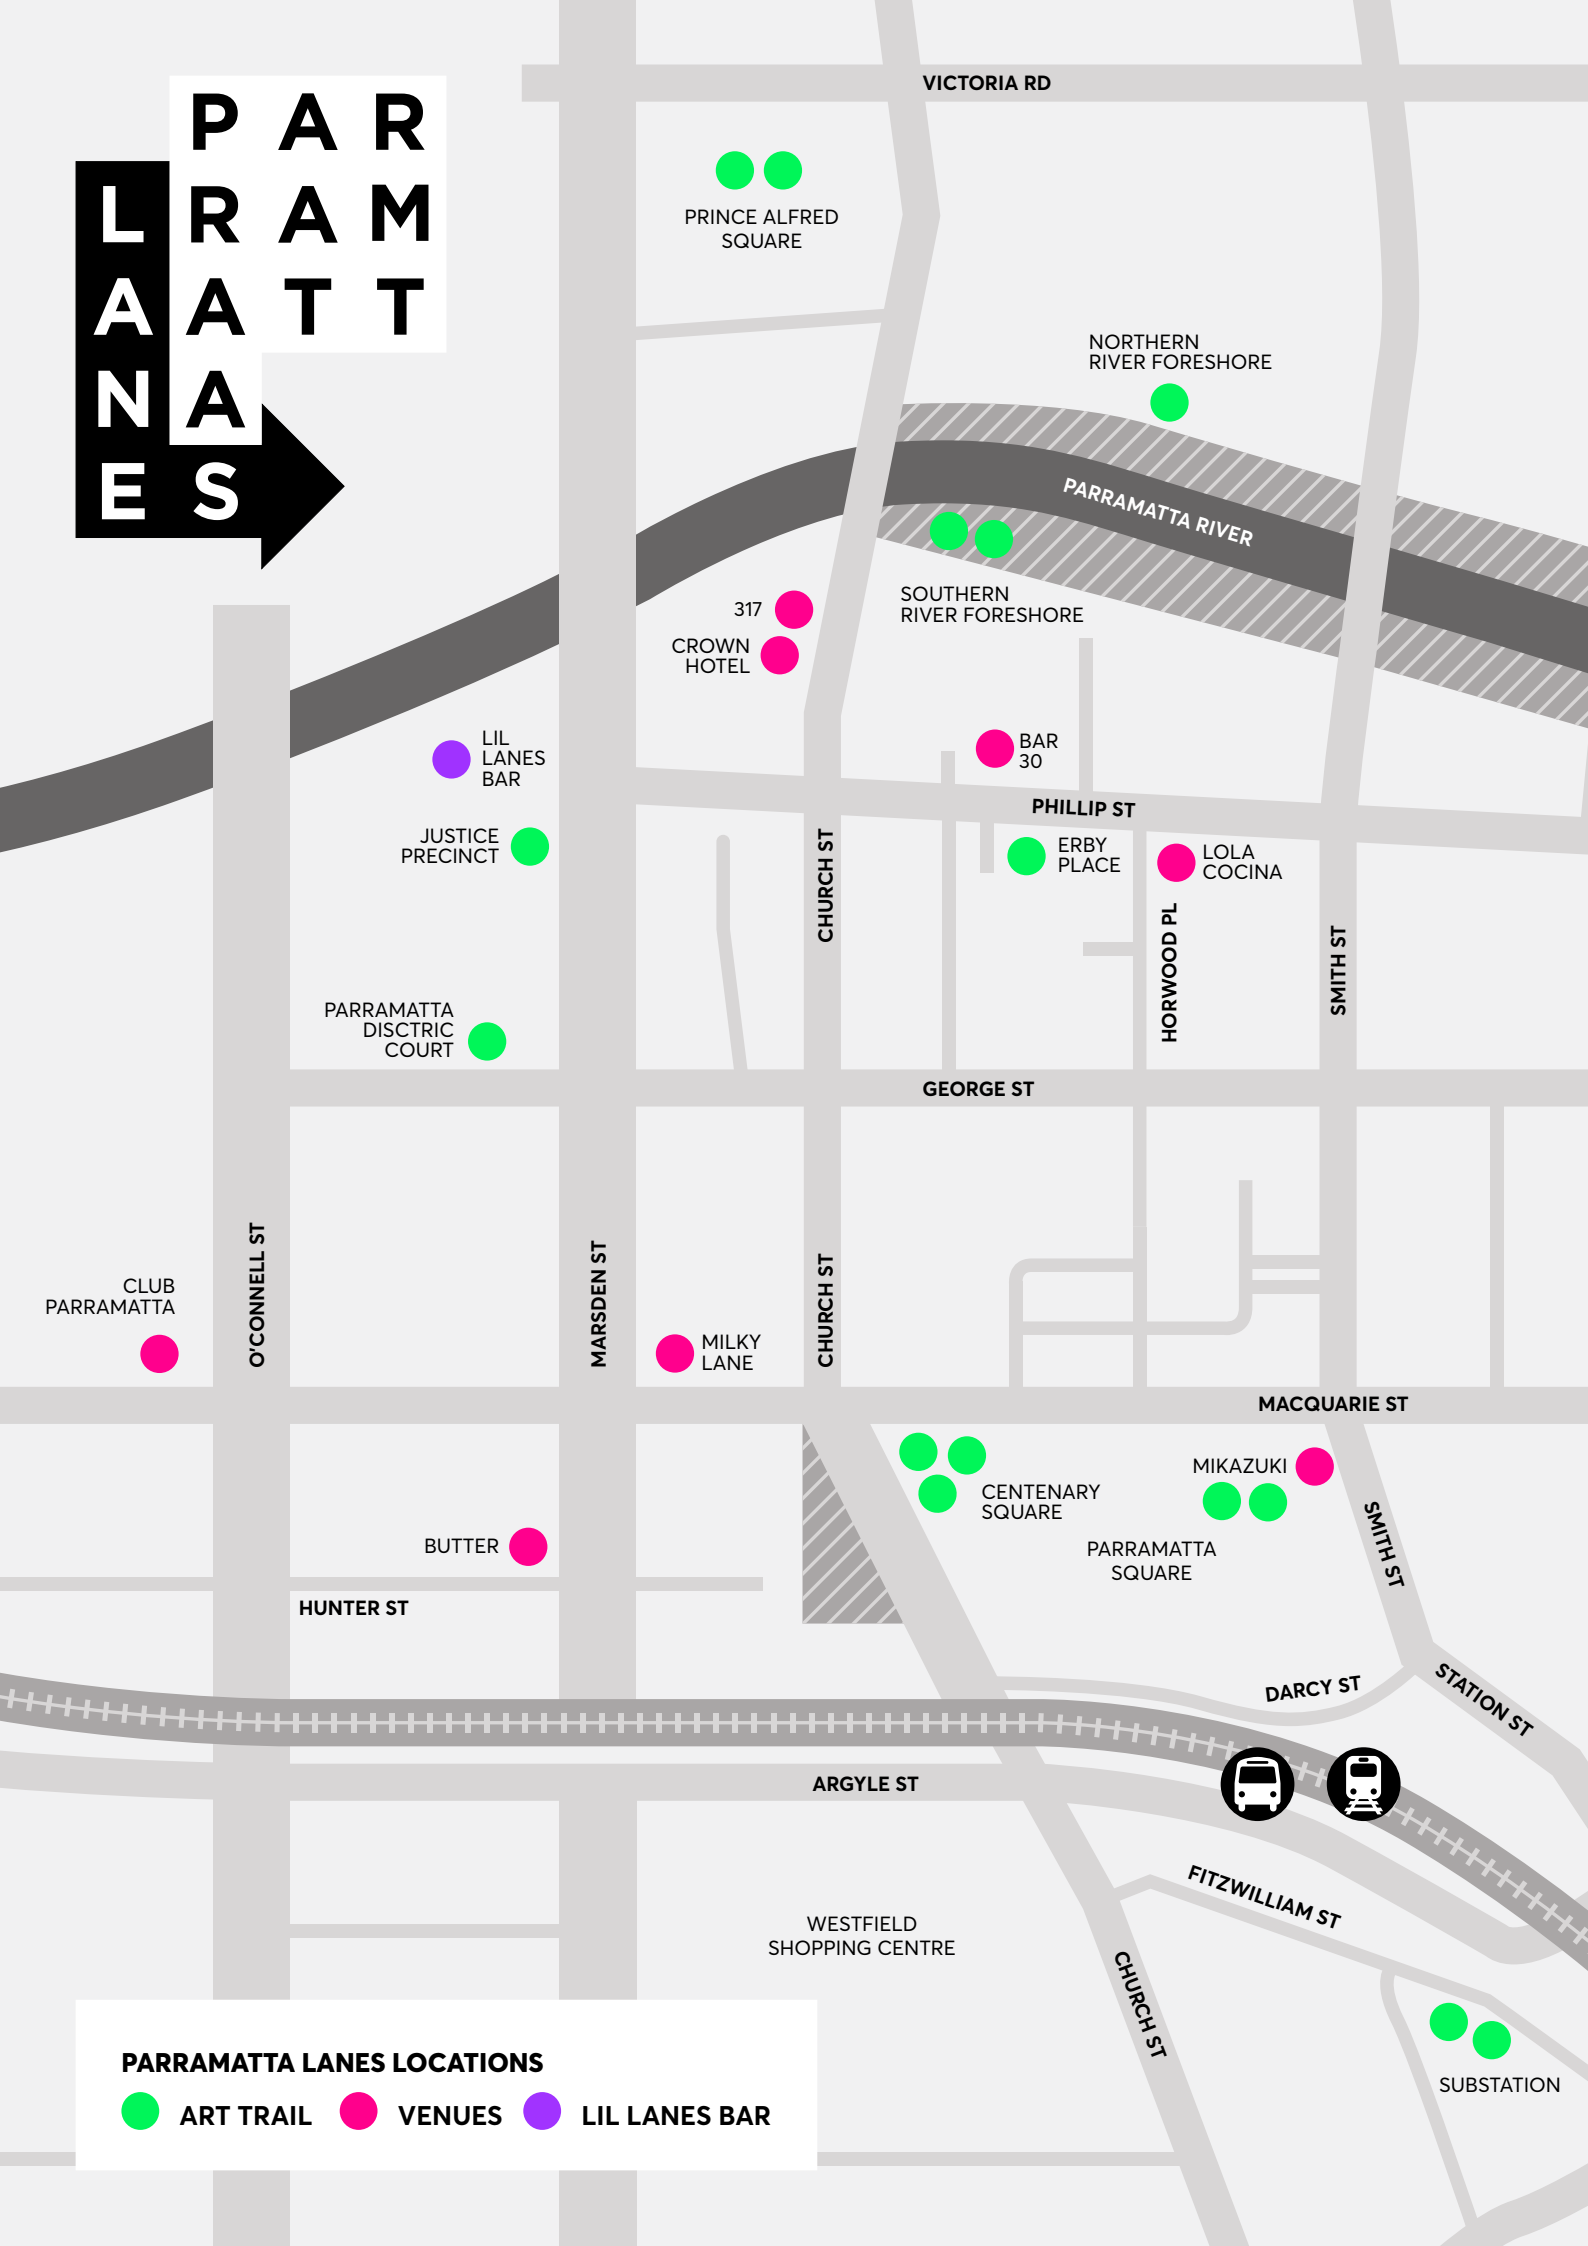 PAR
RAM
ATT
A
LANES
VICTORIA RD
PRINCE ALFRED
SQUARE
NORTHERN
RIVER FORESHORE
PARRAMATTA RIVER
SOUTHERN
RIVER FORESHORE
317
CROWN
HOTEL
LIL
LANES
BAR
BAR
30
PHILLIP ST
JUSTICE
PRECINCT
CHURCH ST
ERBY
PLACE
LOLA
COCINA
HORWOOD PL
SMITH ST
PARRAMATTA
DISCTRIC
COURT
GEORGE ST
O'CONNELL ST
MARSDEN ST
CHURCH ST
CLUB
PARRAMATTA
MILKY
LANE
MACQUARIE ST
CENTENARY
SQUARE
MIKAZUKI
PARRAMATTA
SQUARE
SMITH ST
BUTTER
HUNTER ST
DARCY ST
STATION ST
ARGYLE ST
FITZWILLIAM ST
WESTFIELD
SHOPPING CENTRE
CHURCH ST
SUBSTATION
PARRAMATTA LANES LOCATIONS
ART TRAIL
VENUES
LIL LANES BAR